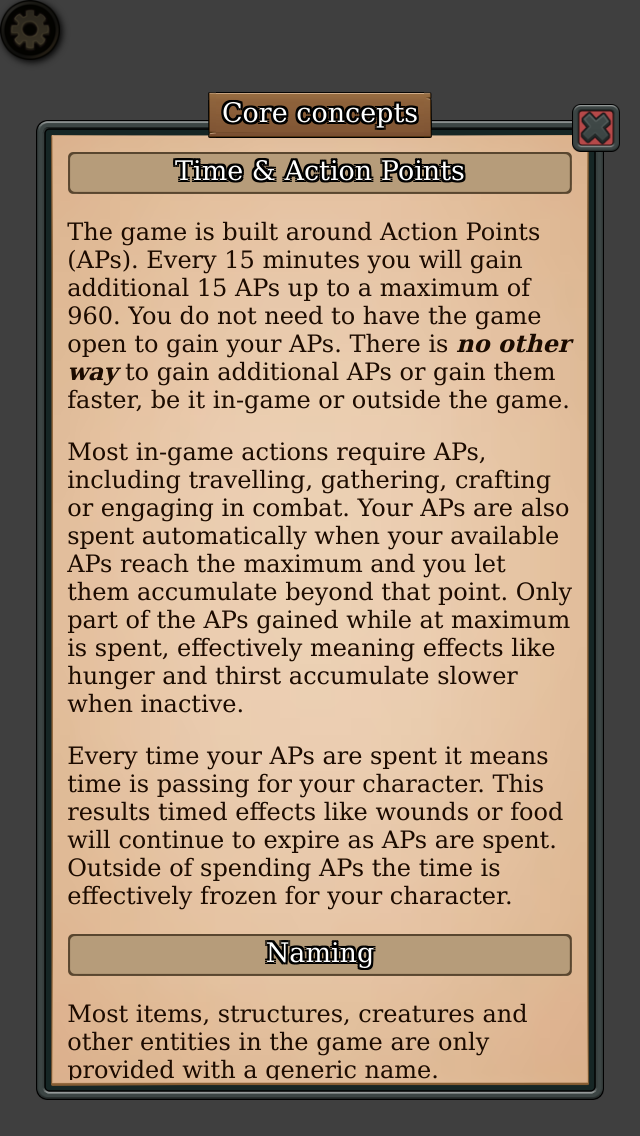 Core concepts
Time & Action Points
The game is built around Action Points
(APs). Every 15 minutes you will gain
additional 15 APs up to a maximum of
960. You do not need to have the game
open to gain your APs. There is no other
way to gain additional APs or gain them
faster, be it in-game or outside the game.
Most in-game actions require APs,
including travelling, gathering, crafting
or engaging in combat. Your APs are also
spent automatically when your available
APs reach the maximum and you let
them accumulate beyond that point. Only
part of the APs gained while at maximum
is spent, effectively meaning effects like
hunger and thirst accumulate slower
when inactive.
Every time your APs are spent it means
time is passing for your character. This
results timed effects like wounds or food
will continue to expire as APs are spent.
Outside of spending APs the time is
effectively frozen for your character.
Naming
Most items, structures, creatures and
other entities in the game are only
provided with a generic name.